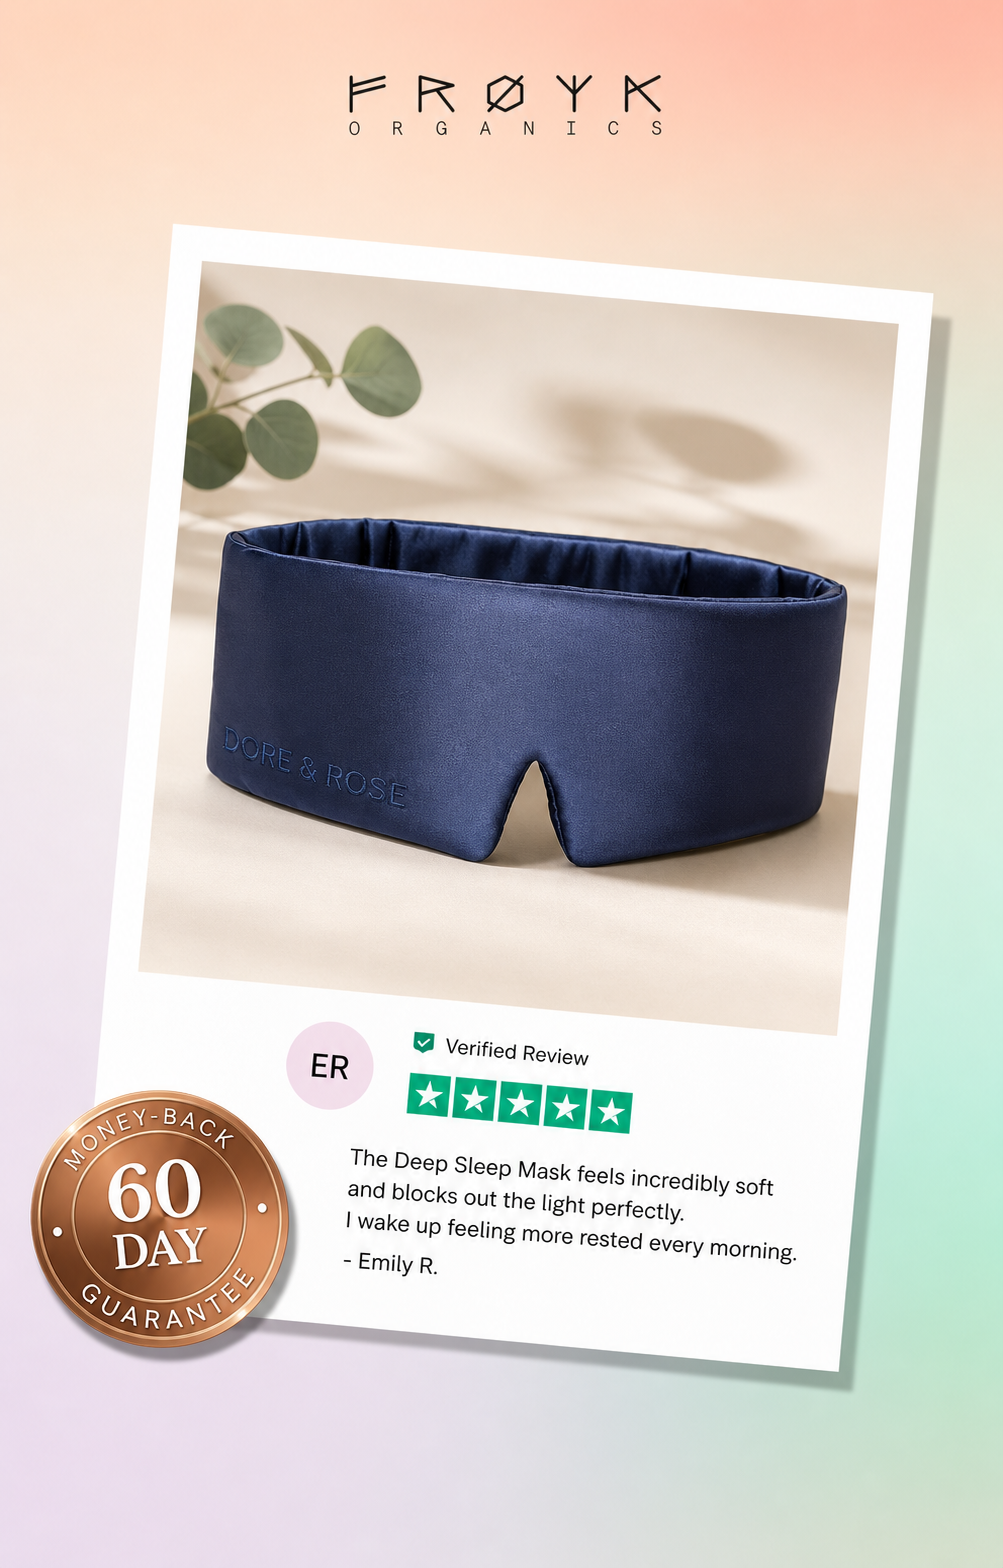 FRØYK
ORGANICS
DORE & ROSE
ER
Verified Review
The Deep Sleep Mask feels incredibly soft
and blocks out the light perfectly.
I wake up feeling more rested every morning.
- Emily R.
MONEY-BACK
60
DAY
GUARANTEE